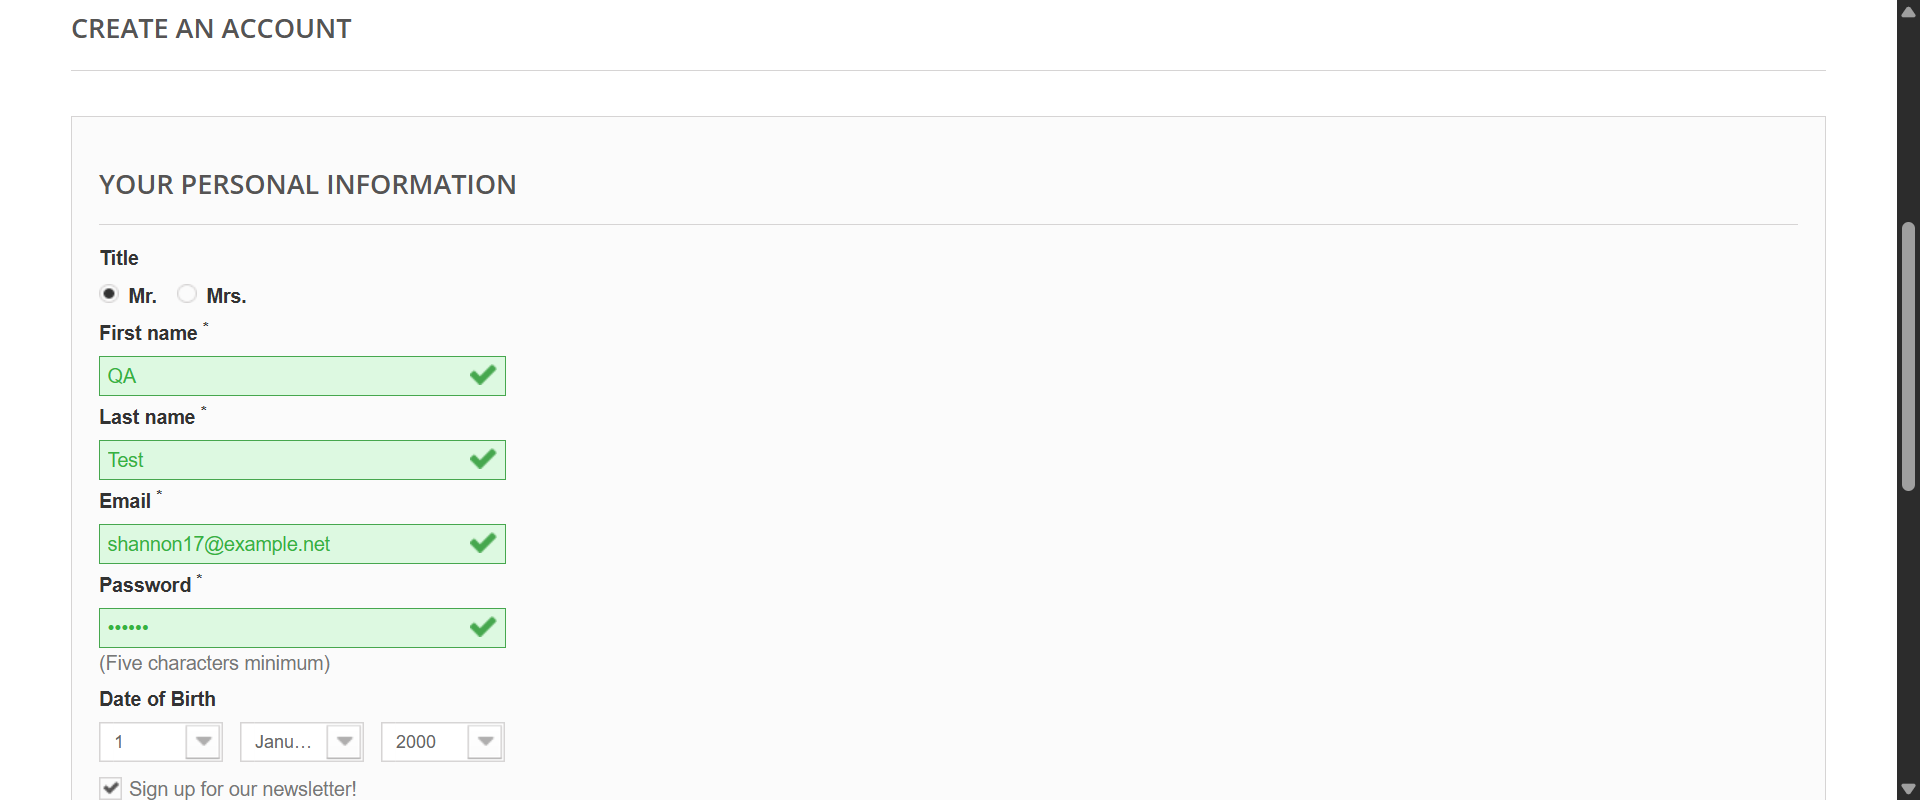 CREATE AN ACCOUNT
YOUR PERSONAL INFORMATION
Title
Mr. Mrs.
First name *
QA
Last name *
Test
Email *
shannon17@example.net
Password *
••••••
(Five characters minimum)
Date of Birth
1 Janu... 2000
Sign up for our newsletter!